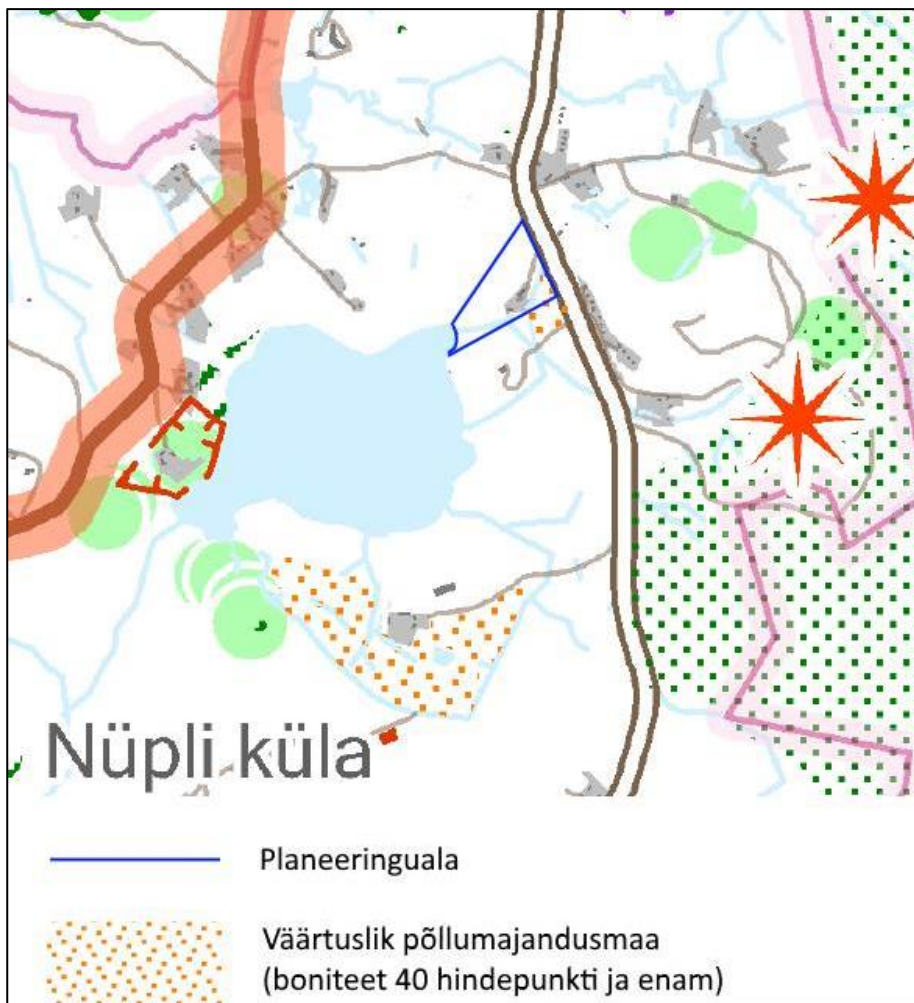 Nüpli küla
Planeeringuala
Väärtuslik põllumajandusmaa
(boniteet 40 hindepunkti ja enam)